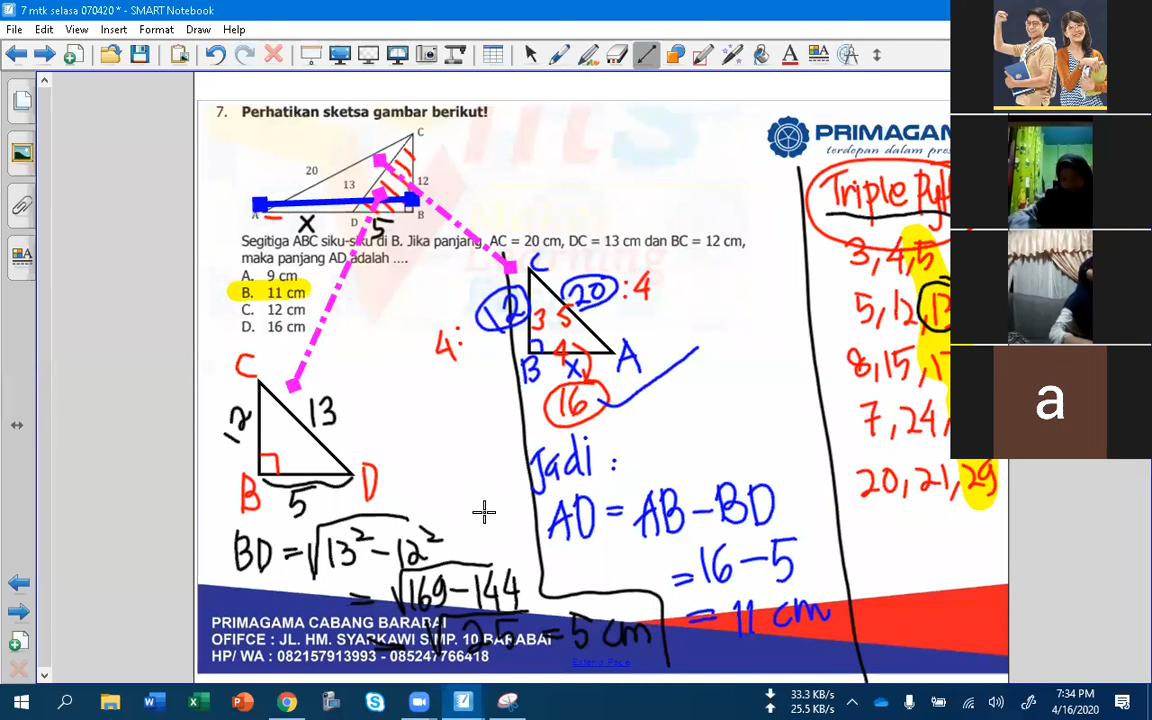 7 mtk selasa 070420 * - SMART Notebook
File Edit View Insert Format Draw Help
7. Perhatikan sketsa gambar berikut!
C
20
13
12
A
X
D
5
B
Segitiga ABC siku-siku di B. Jika panjang AC = 20 cm, DC = 13 cm dan BC = 12 cm,
maka panjang AD adalah ....
A. 9 cm
B. 11 cm
C. 12 cm
D. 16 cm
PRIMAGAMA
terdepan dalam
Triple
3, 4, 5
5, 12, 13
8, 15,
7, 24,
20, 21, 29
C
12
20 : 4
3 5
4:
4
B X A
16
C
12
13
B 5 D
BD = √13² - 12²
= √169 - 144
= √25 = 5 cm
Jadi :
AD = AB - BD
= 16 - 5
= 11 cm
PRIMAGAMA CABANG BARABAI
OFIFCE : JL. HM. SYARKAWI SIMP. 10 BARABAI
HP/ WA : 082157913993 - 085247766418
Extend Page
a
33.3 KB/s
25.5 KB/s
7:34 PM
4/16/2020